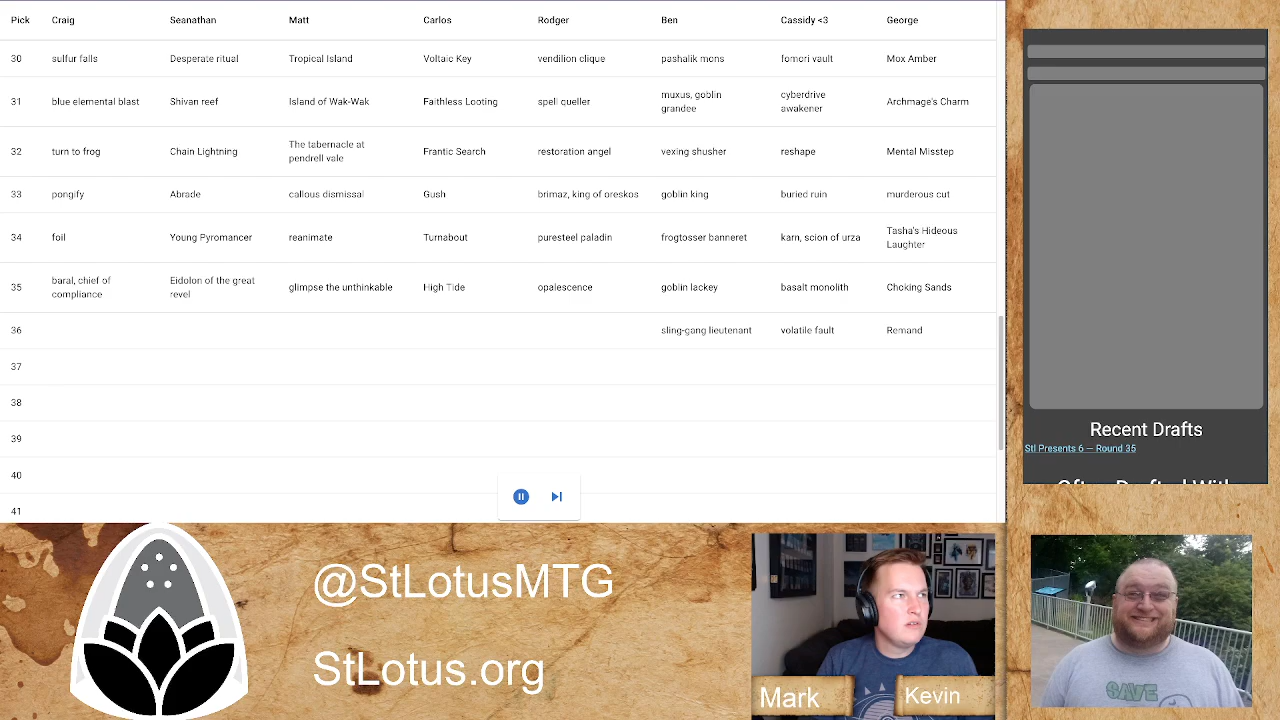 Pick Craig Seanathan Matt Carlos Rodger Ben Cassidy <3 George
30 sulfur falls Desperate ritual Tropical Island Voltaic Key vendilion clique pashalik mons fomori vault Mox Amber
31 blue elemental blast Shivan reef Island of Wak-Wak Faithless Looting spell queller muxus, goblin grandee cyberdrive awakener Archmage's Charm
32 turn to frog Chain Lightning The tabernacle at pendrell vale Frantic Search restoration angel vexing shusher reshape Mental Misstep
33 pongify Abrade callous dismissal Gush brimaz, king of oreskos goblin king buried ruin murderous cut
34 foil Young Pyromancer reanimate Turnabout puresteel paladin frogtosser banneret karn, scion of urza Tasha's Hideous Laughter
35 baral, chief of compliance Eidolon of the great revel glimpse the unthinkable High Tide opalescence goblin lackey basalt monolith Choking Sands
36 sling-gang lieutenant volatile fault Remand
37
38
39
40
41
Recent Drafts
Stl Presents 6 — Round 35
@StLotusMTG
StLotus.org
Mark
Kevin
SAVE